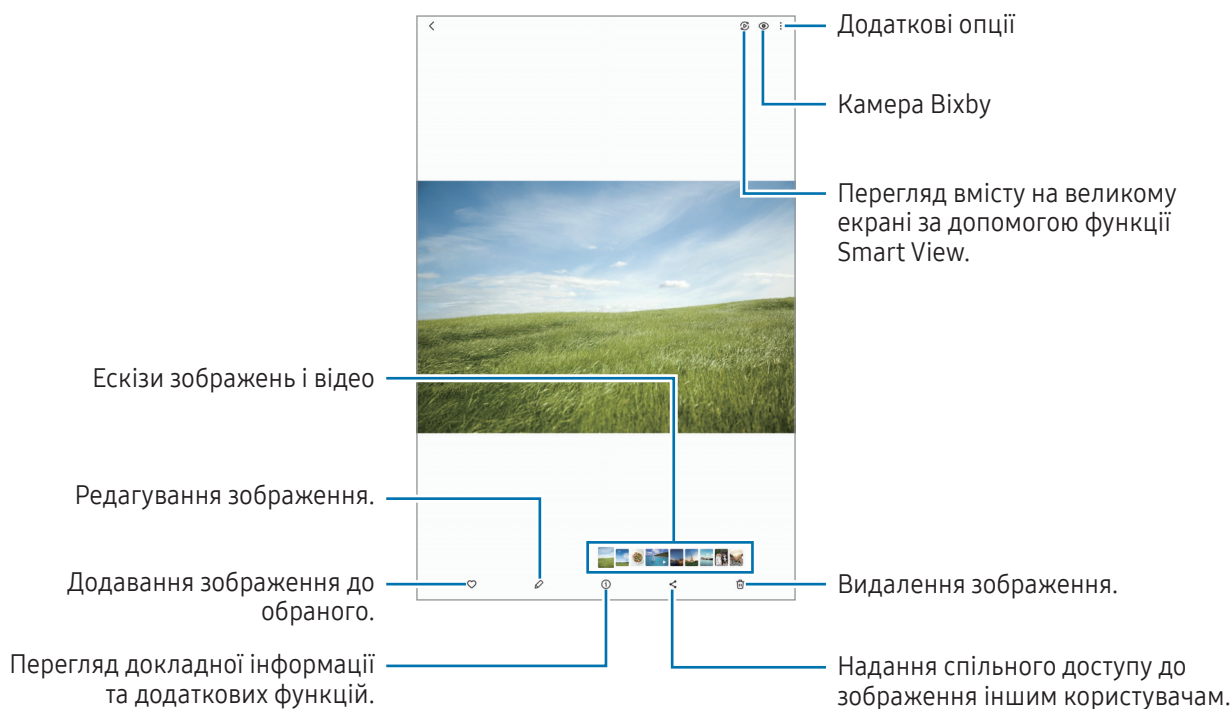 Додаткові опції
Камера Bixby
Перегляд вмісту на великому
екрані за допомогою функції
Smart View.
Ескізи зображень і відео
Редагування зображення.
Додавання зображення до
обраного.
Видалення зображення.
Перегляд докладної інформації
та додаткових функцій.
Надання спільного доступу до
зображення іншим користувачам.